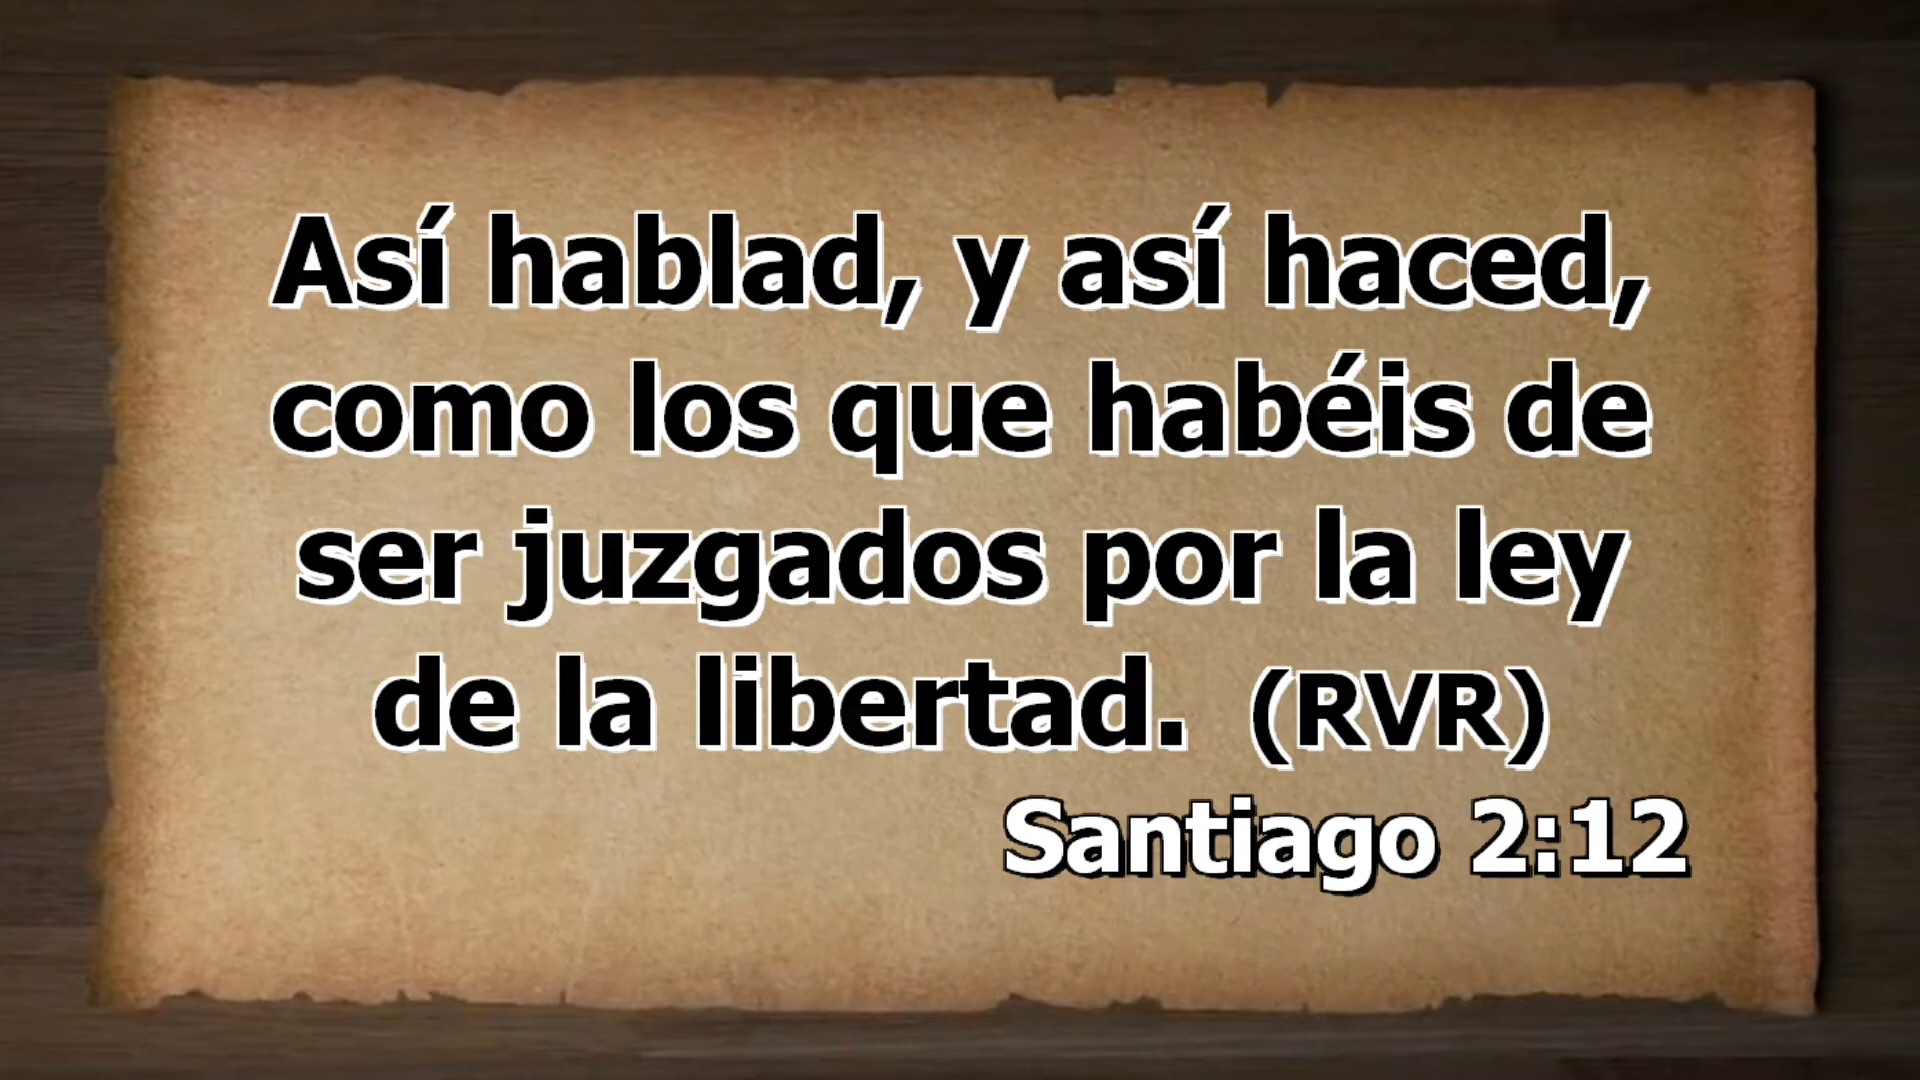 Así hablad, y así haced,
como los que habéis de
ser juzgados por la ley
de la libertad. (RVR)
Santiago 2:12